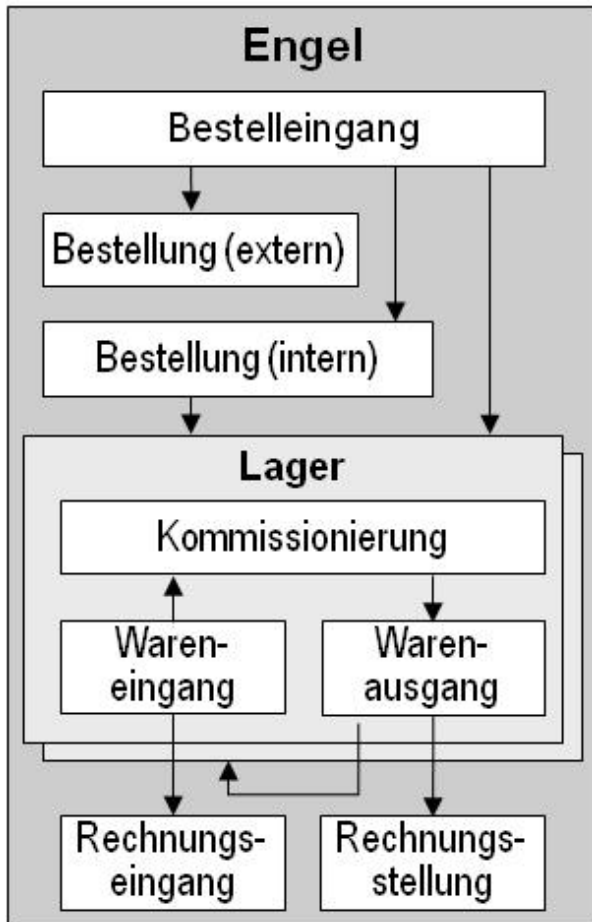 Engel
Bestelleingang
Bestellung (extern)
Bestellung (intern)
Lager
Kommissionierung
Waren-
eingang
Waren-
ausgang
Rechnungs-
eingang
Rechnungs-
stellung